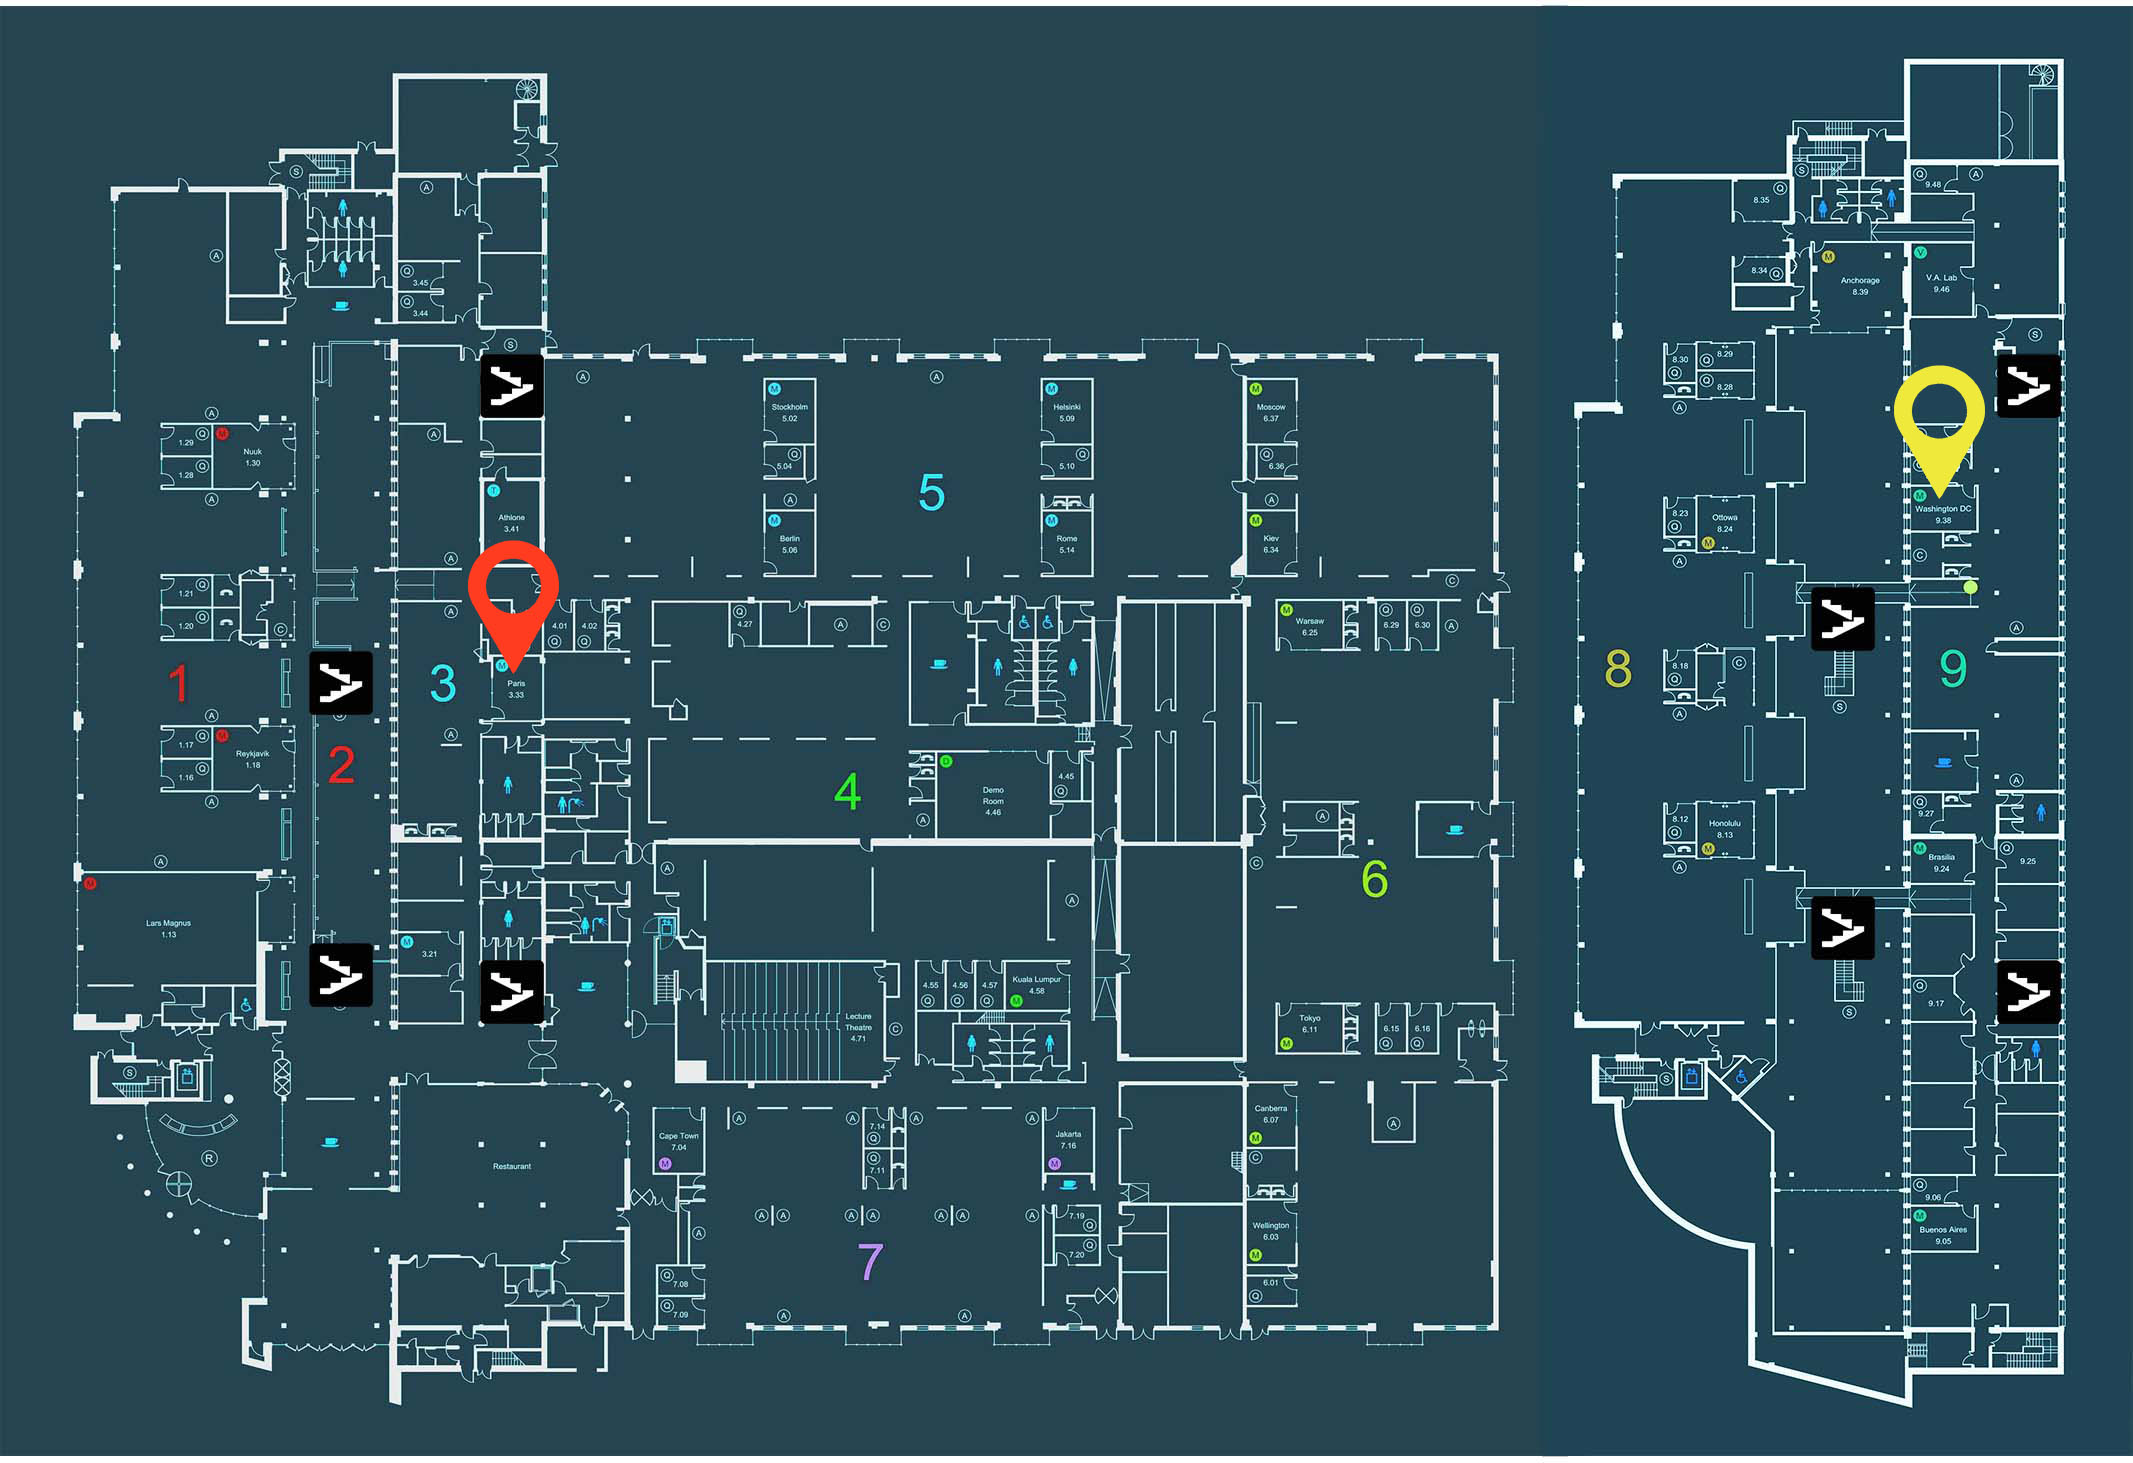 S
A
A
Q
3.45
Q
3.44
S
A
A
A
1.29
Q
M
Nuuk
1.30
1.28
Q
A
A
T
Athlone
3.41
A
A
M
Stockholm
5.02
Q
5.04
A
M
Berlin
5.06
A
5
M
Helsinki
5.09
Q
5.10
M
Rome
5.14
M
Moscow
6.37
Q
6.36
A
M
Kiev
6.34
C
1.21
Q
1.20
Q
C
A
1
A
1.17
Q
M
Reykjavik
1.18
1.16
Q
A
2
A
M
Lars Magnus
1.13
3
A
M
Paris
3.33
4.01
Q
4.02
Q
Q
4.27
A
C
M
Warsaw
6.25
Q
6.29
Q
6.30
A
4
D
Demo
Room
4.46
4.45
Q
A
A
C
6
M
3.21
A
A
4.55
Q
4.56
Q
4.57
Q
Kuala Lumpur
4.58
M
Lecture
Theatre
4.71
C
Tokyo
6.11
M
6.15
Q
6.16
Q
S
R
Restaurant
Cape Town
7.04
M
A
A
7.14
Q
Q
7.11
A
A
Jakarta
7.16
M
Canberra
6.07
M
C
A
A
A
A
A
A
A
A
A
7.19
Q
7.20
Q
Wellington
6.03
M
6.01
Q
7
Q
7.08
Q
7.09
A
A
S
8.35
Q
8.34
Q
M
Anchorage
8.39
Q
9.48
A
V
V.A. Lab
9.46
S
8.30
Q
Q
8.29
Q
8.28
A
8.23
Q
Ottowa
8.24
M
A
M
Washington DC
9.38
C
A
8
8.18
Q
C
A
S
9
A
8.12
Q
Honolulu
8.13
M
A
Q
9.27
M
Brasilia
9.24
Q
9.25
Q
9.17
S
S
Q
9.06
M
Buenos Aires
9.05